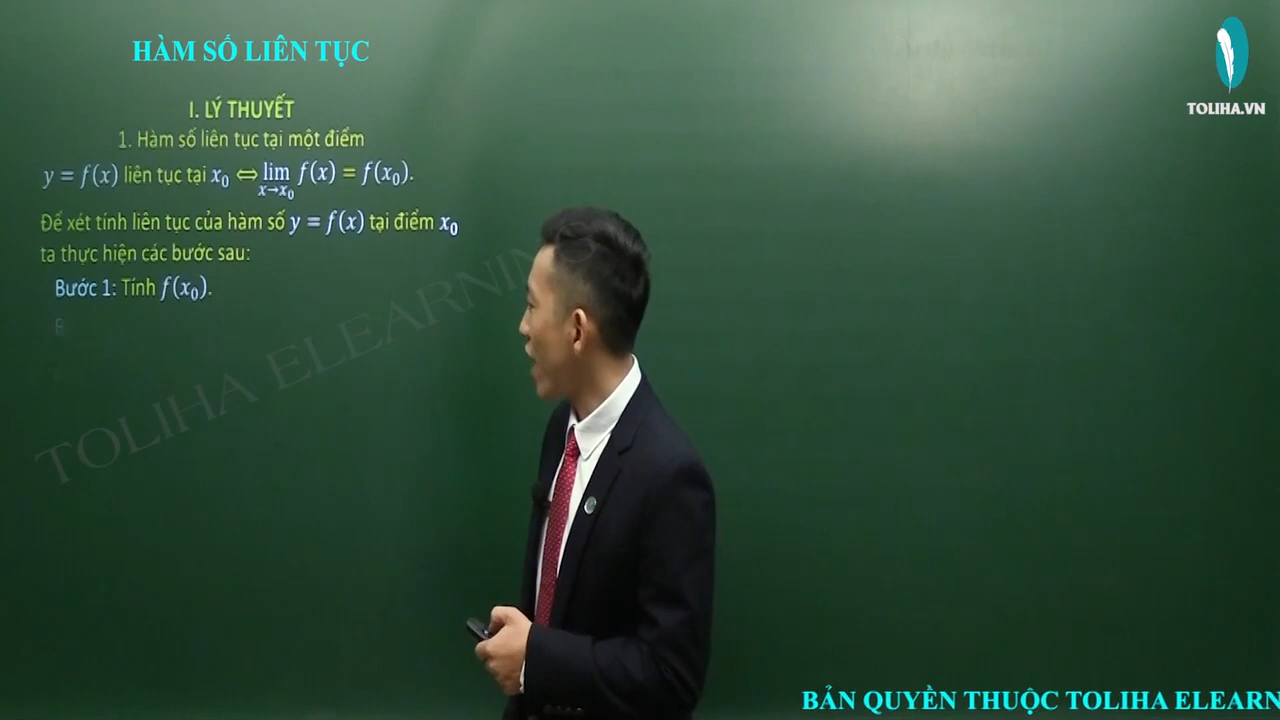 HÀM SỐ LIÊN TỤC
TOLIHA.VN
I. LÝ THUYẾT
1. Hàm số liên tục tại một điểm
y = f(x) liên tục tại x₀ ⇔ lim f(x) = f(x₀).
x→x₀
Để xét tính liên tục của hàm số y = f(x) tại điểm x₀
ta thực hiện các bước sau:
Bước 1: Tính f(x₀).
TOLIHA ELEARNING
BẢN QUYỀN THUỘC TOLIHA ELEARN